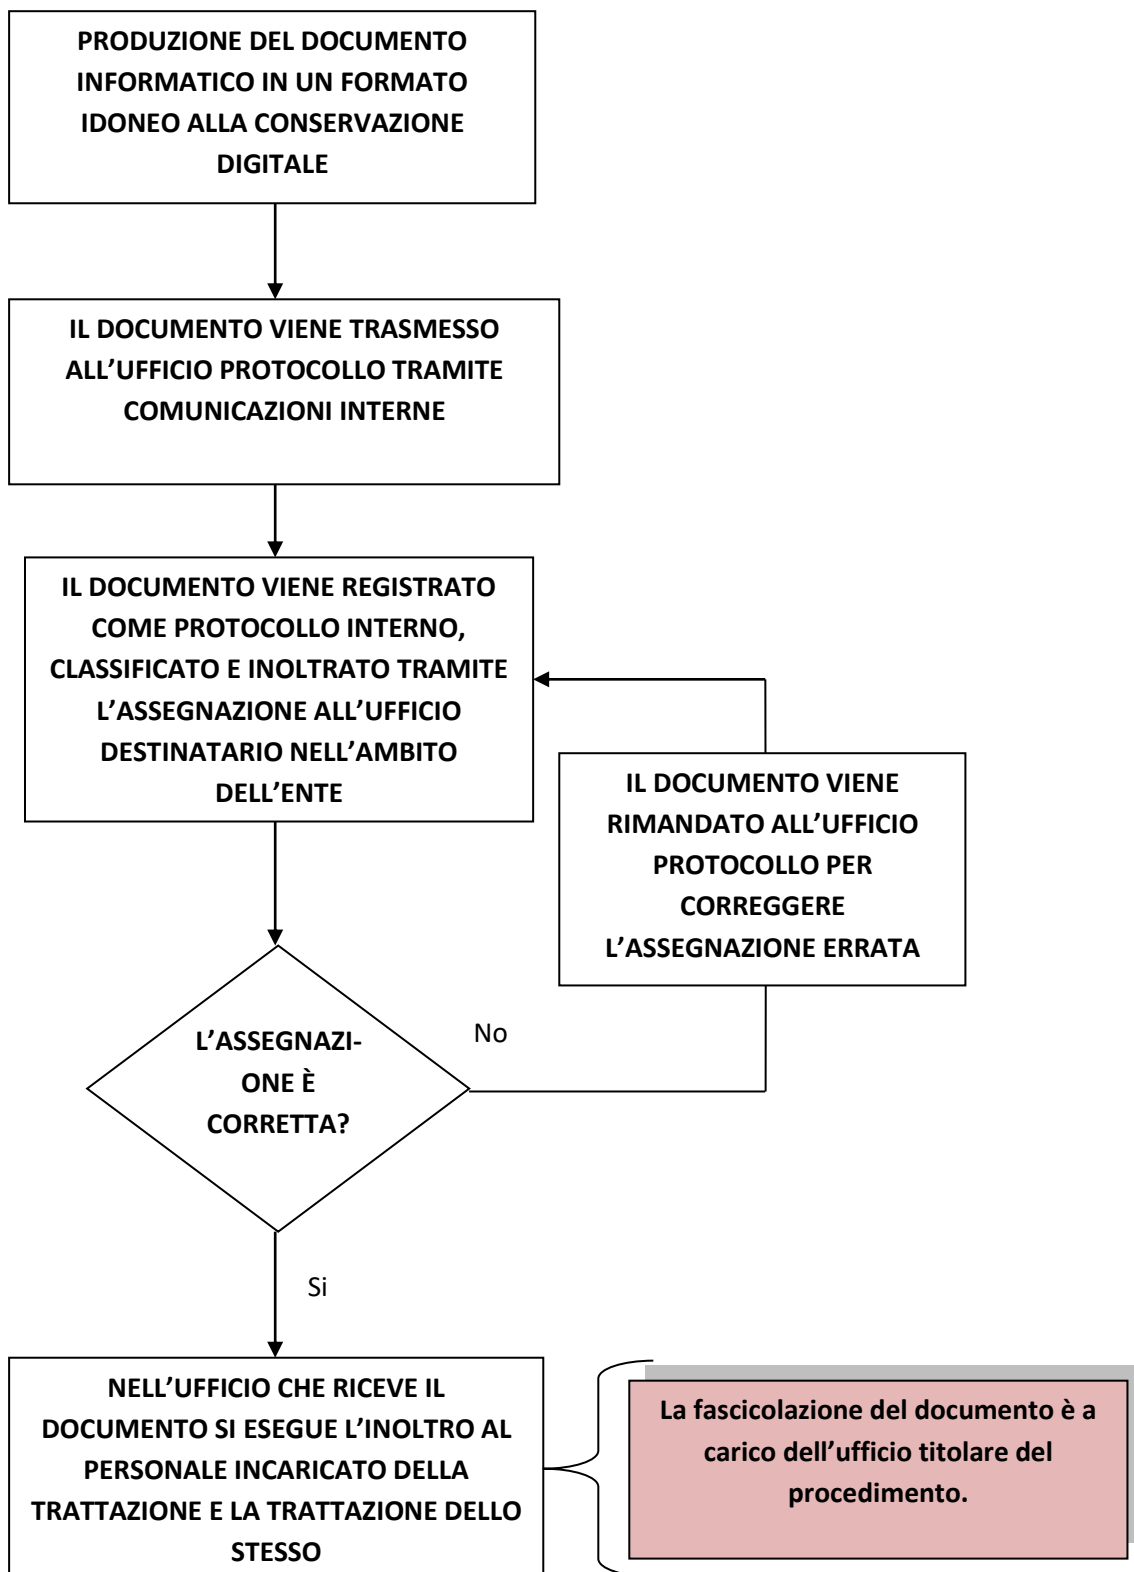 PRODUZIONE DEL DOCUMENTO
INFORMATICO IN UN FORMATO
IDONEO ALLA CONSERVAZIONE
DIGITALE
IL DOCUMENTO VIENE TRASMESSO
ALL’UFFICIO PROTOCOLLO TRAMITE
COMUNICAZIONI INTERNE
IL DOCUMENTO VIENE REGISTRATO
COME PROTOCOLLO INTERNO,
CLASSIFICATO E INOLTRATO TRAMITE
L’ASSEGNAZIONE ALL’UFFICIO
DESTINATARIO NELL’AMBITO
DELL’ENTE
IL DOCUMENTO VIENE
RIMANDATO ALL’UFFICIO
PROTOCOLLO PER
CORREGGERE
L’ASSEGNAZIONE ERRATA
L’ASSEGNAZI-
ONE È
CORRETTA?
No
Si
NELL’UFFICIO CHE RICEVE IL
DOCUMENTO SI ESEGUE L’INOLTRO AL
PERSONALE INCARICATO DELLA
TRATTAZIONE E LA TRATTAZIONE DELLO
STESSO
La fascicolazione del documento è a
carico dell’ufficio titolare del
procedimento.